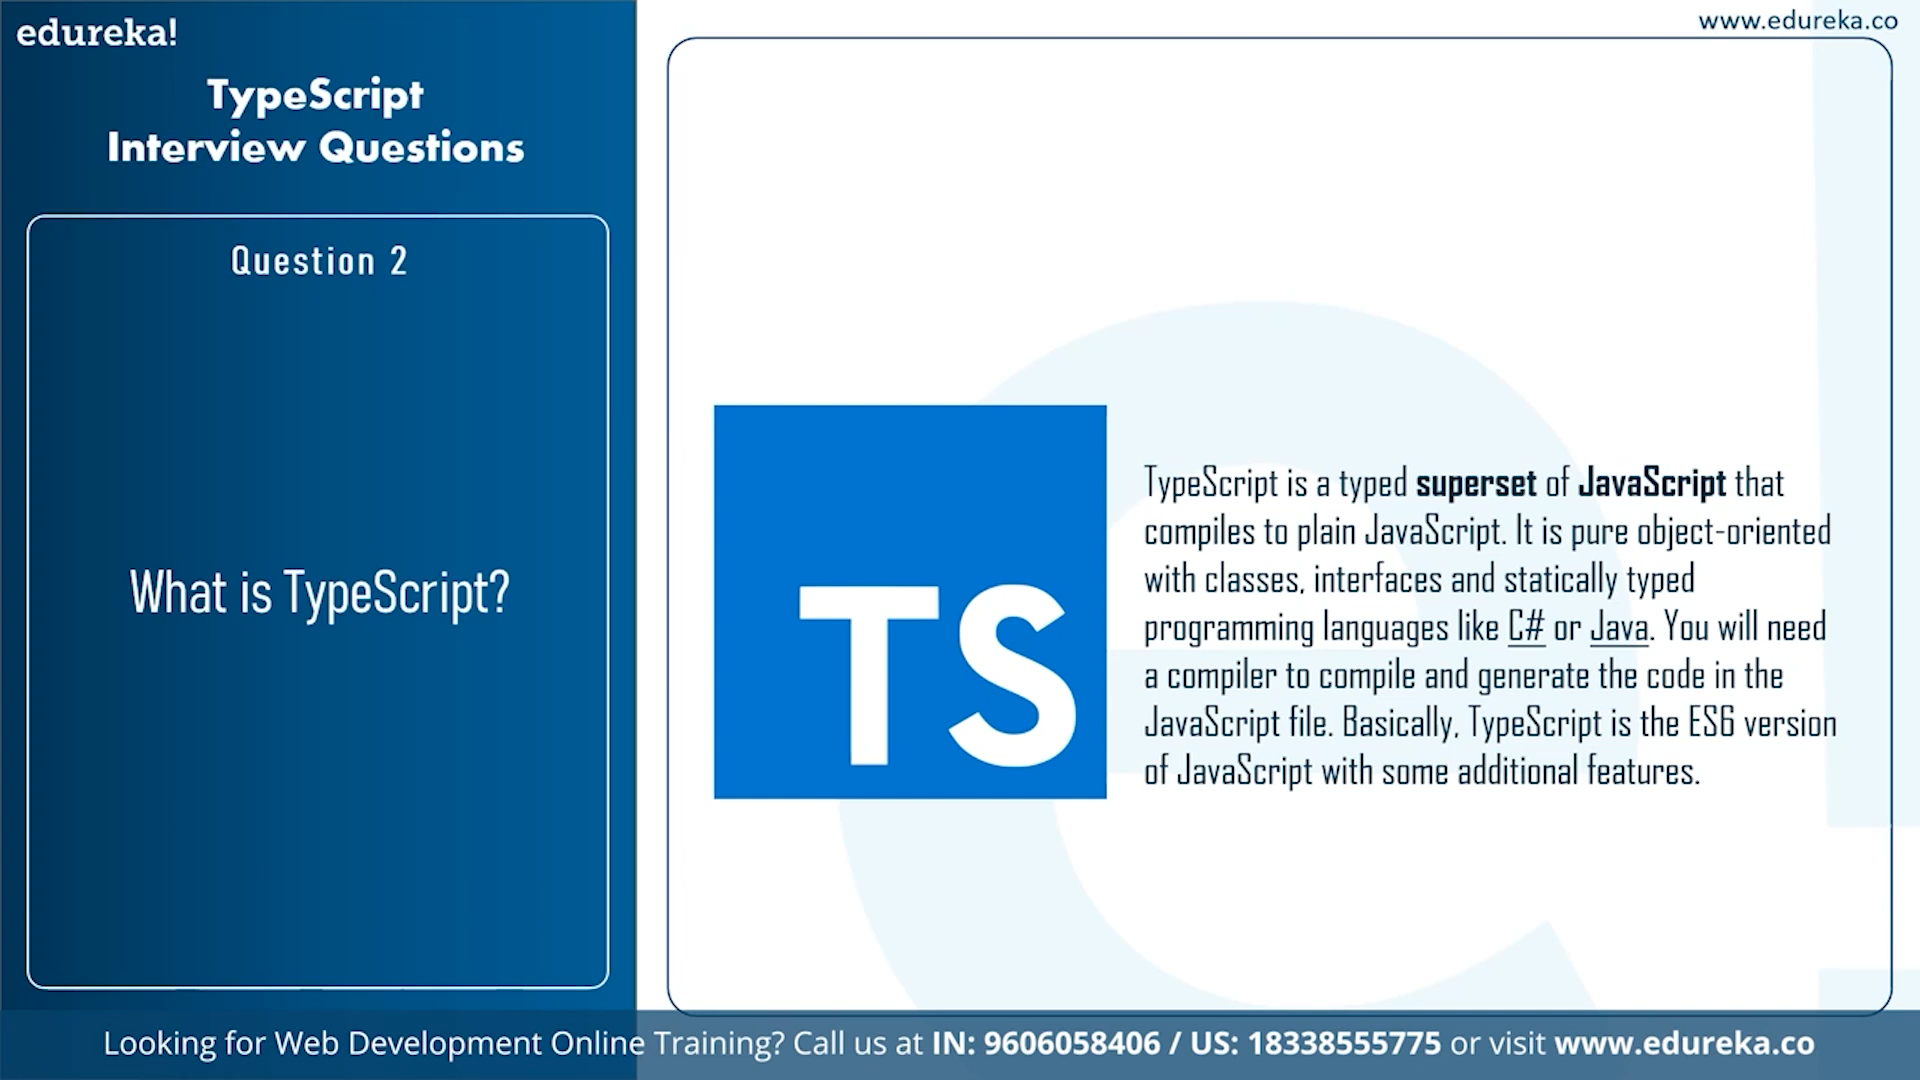 edureka!
www.edureka.co
TypeScript
Interview Questions
Question 2
What is TypeScript?
TS
TypeScript is a typed superset of JavaScript that
compiles to plain JavaScript. It is pure object-oriented
with classes, interfaces and statically typed
programming languages like C# or Java. You will need
a compiler to compile and generate the code in the
JavaScript file. Basically, TypeScript is the ES6 version
of JavaScript with some additional features.
Looking for Web Development Online Training? Call us at IN: 9606058406 / US: 18338555775 or visit www.edureka.co